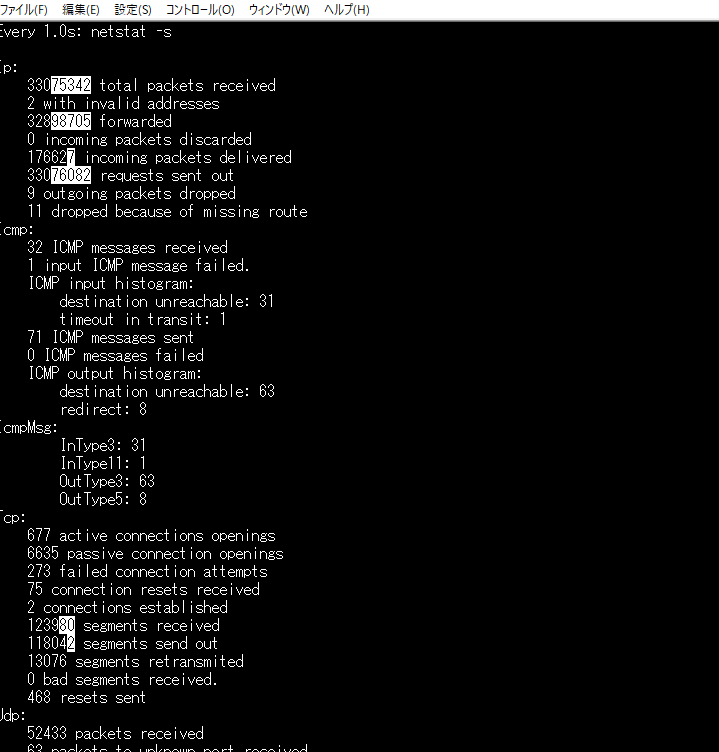 ファイル(F) 編集(E) 設定(S) コントロール(O) ウィンドウ(W) ヘルプ(H)
Every 1.0s: netstat -s
Ip:
33075342 total packets received
2 with invalid addresses
32898705 forwarded
0 incoming packets discarded
176627 incoming packets delivered
33076082 requests sent out
9 outgoing packets dropped
11 dropped because of missing route
Icmp:
32 ICMP messages received
1 input ICMP message failed.
ICMP input histogram:
destination unreachable: 31
timeout in transit: 1
71 ICMP messages sent
0 ICMP messages failed
ICMP output histogram:
destination unreachable: 63
redirect: 8
IcmpMsg:
InType3: 31
InType11: 1
OutType3: 63
OutType5: 8
Tcp:
677 active connections openings
6635 passive connection openings
273 failed connection attempts
75 connection resets received
2 connections established
123980 segments received
118042 segments send out
13076 segments retransmited
0 bad segments received.
468 resets sent
Udp:
52433 packets received
63 packets to unknown port received